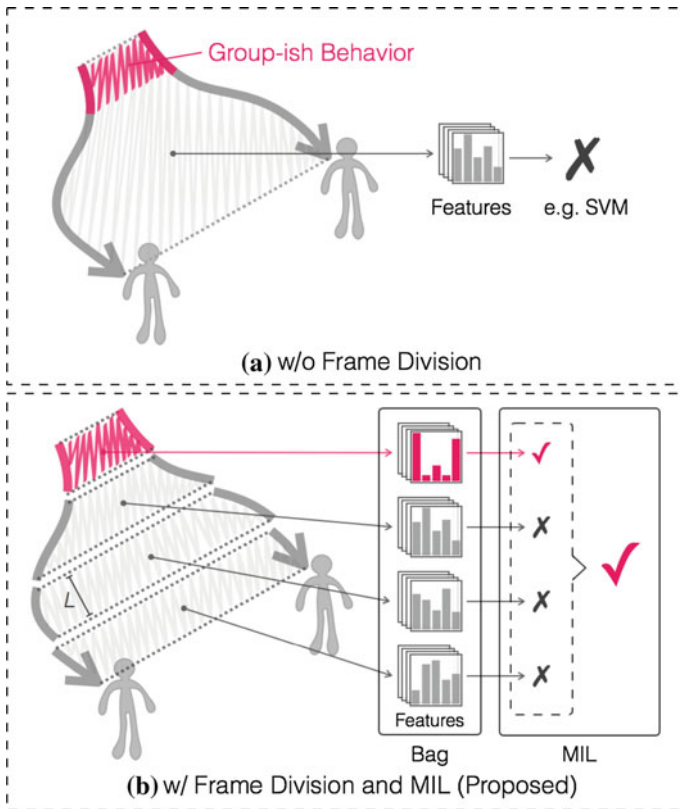 Group-ish Behavior
Features
e.g. SVM
(a) w/o Frame Division
L
Features
Bag
MIL
(b) w/ Frame Division and MIL (Proposed)